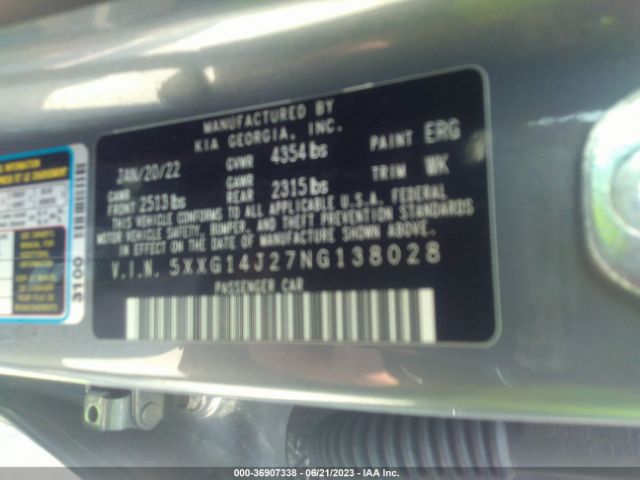 MANUFACTURED BY
KIA GEORGIA, INC.
JAN/20/22 GVWR 4354 lbs PAINT ERG
GAWR FRONT 2513 lbs GAWR REAR 2315 lbs TRIM WK
THIS VEHICLE CONFORMS TO ALL APPLICABLE U.S.A. FEDERAL
MOTOR VEHICLE SAFETY, BUMPER, AND THEFT PREVENTION STANDARDS
IN EFFECT ON THE DATE OF MANUFACTURE SHOWN ABOVE.
V.I.N. 5XXG14J27NG138028
PASSENGER CAR
3100
000-36907338 - 06/21/2023 - IAA Inc.